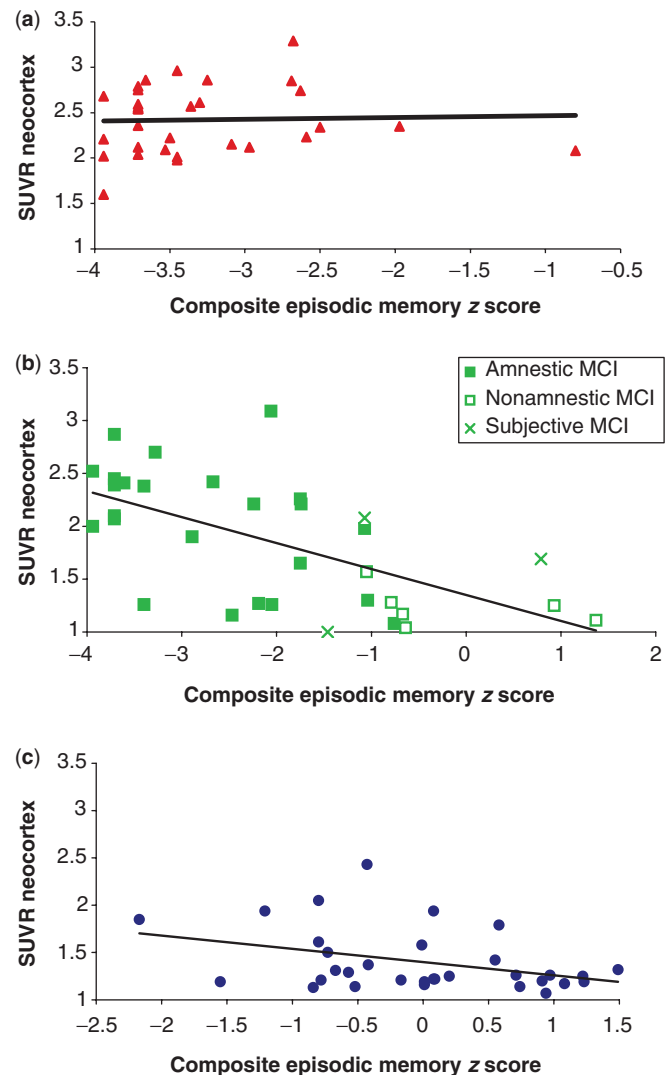 (a)
3.5
3
2.5
2
1.5
1
SUVR neocortex
−4 −3.5 −3 −2.5 −2 −1.5 −1 −0.5
Composite episodic memory z score
(b)
3.5
3
2.5
2
1.5
1
SUVR neocortex
Amnestic MCI
Nonamnestic MCI
Subjective MCI
−4 −3 −2 −1 0 1 2
Composite episodic memory z score
(c)
3.5
3
2.5
2
1.5
1
SUVR neocortex
−2.5 −2 −1.5 −1 −0.5 0 0.5 1 1.5
Composite episodic memory z score